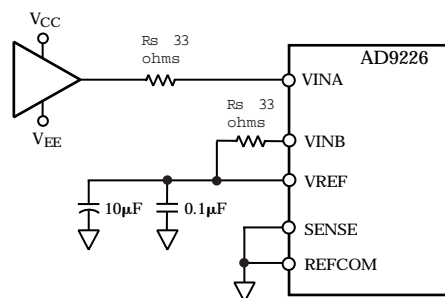 VCC
Rs 33
ohms
AD9226
VINA
VEE
Rs 33
ohms
VINB
VREF
10µF
0.1µF
SENSE
REFCOM